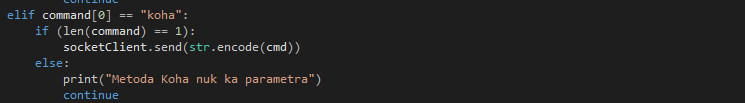 continue
elif command[0] == "koha":
    if (len(command) == 1):
        socketClient.send(str.encode(cmd))
    else:
        print("Metoda Koha nuk ka parametra")
        continue